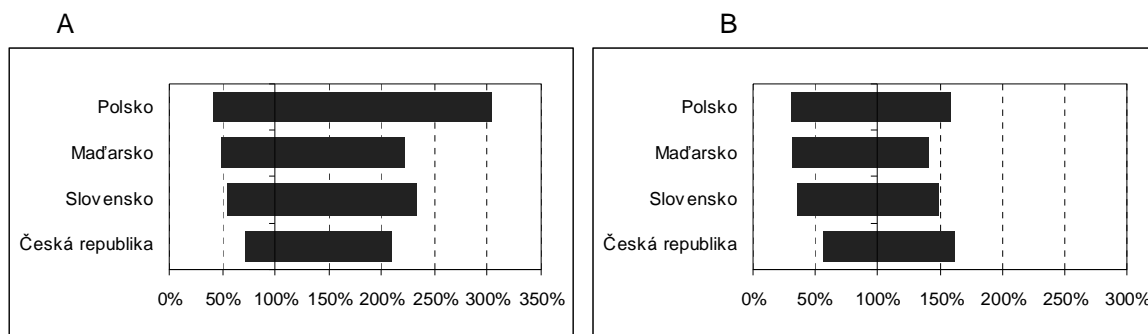 A
Polsko
Maďarsko
Slovensko
Česká republika
0% 50% 100% 150% 200% 250% 300% 350%
B
Polsko
Maďarsko
Slovensko
Česká republika
0% 50% 100% 150% 200% 250% 300%